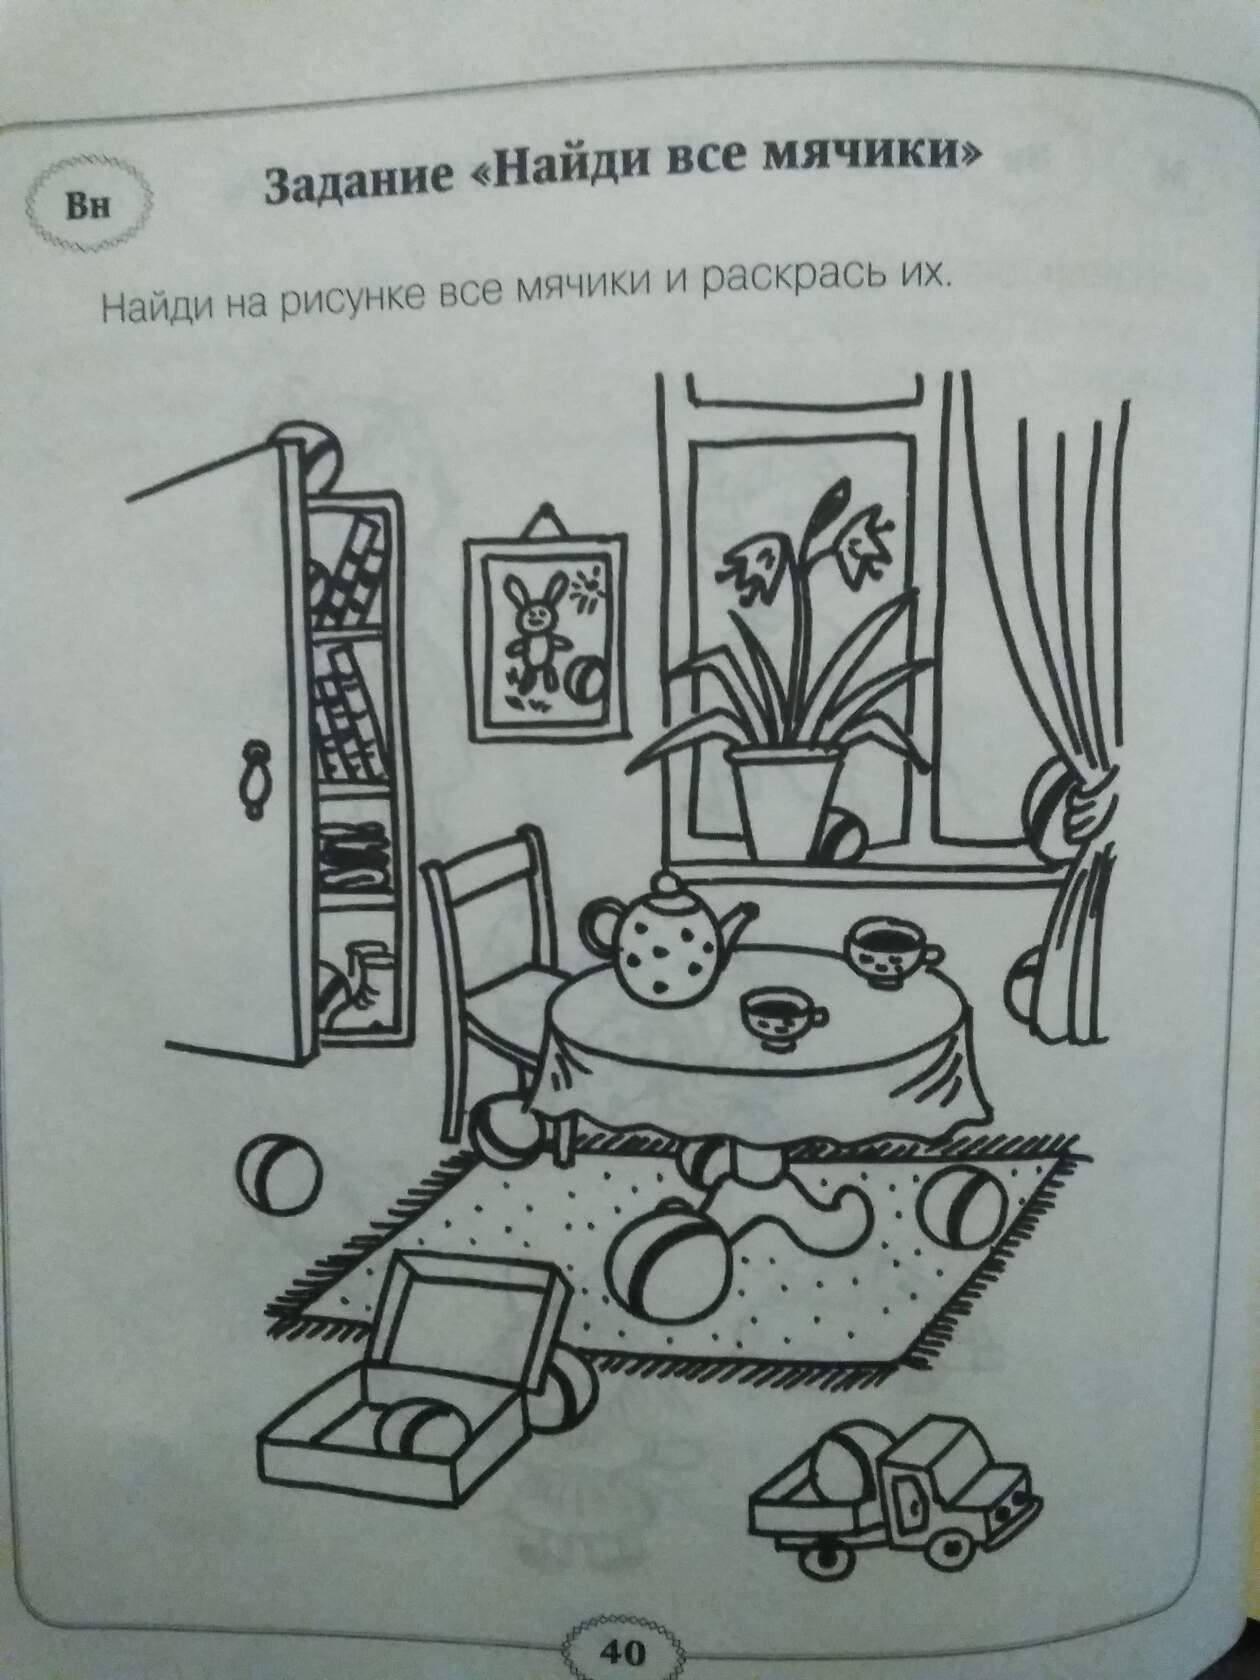 Вн
Задание «Найди все мячики»
Найди на рисунке все мячики и раскрась их.
40